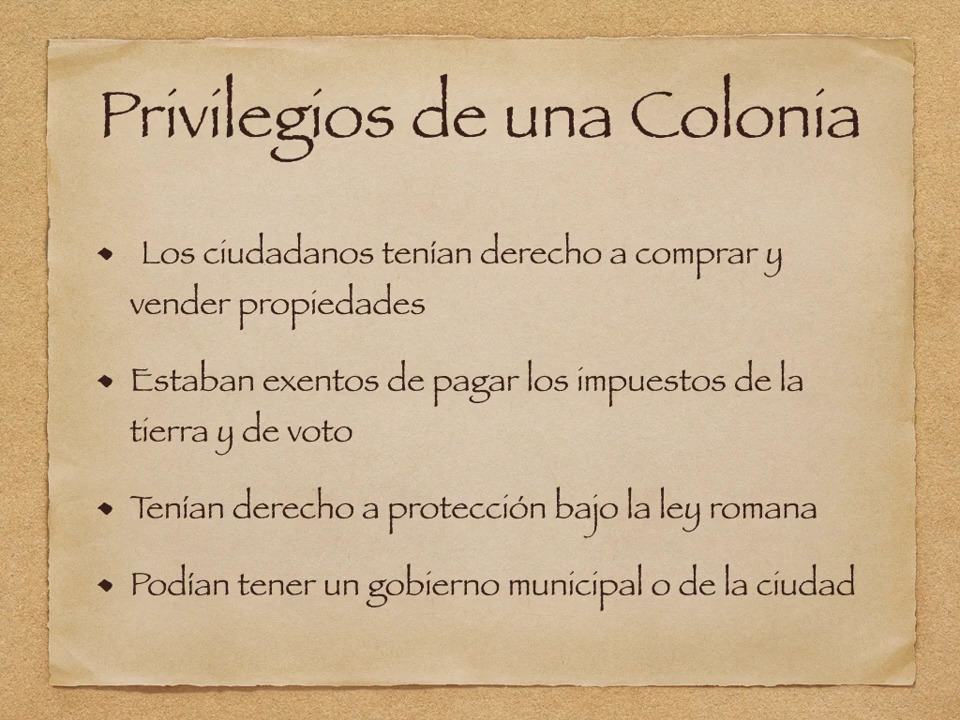 Privilegios de una Colonia
• Los ciudadanos tenían derecho a comprar y
vender propiedades
• Estaban exentos de pagar los impuestos de la
tierra y de voto
• Tenían derecho a protección bajo la ley romana
• Podían tener un gobierno municipal o de la ciudad